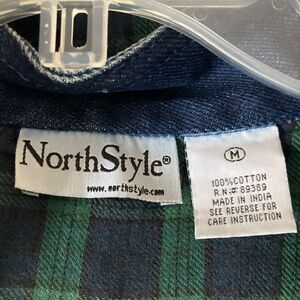 NorthStyle®
www.northstyle.com
M
100% COTTON
R.N.# 89389
MADE IN INDIA
SEE REVERSE FOR
CARE INSTRUCTION